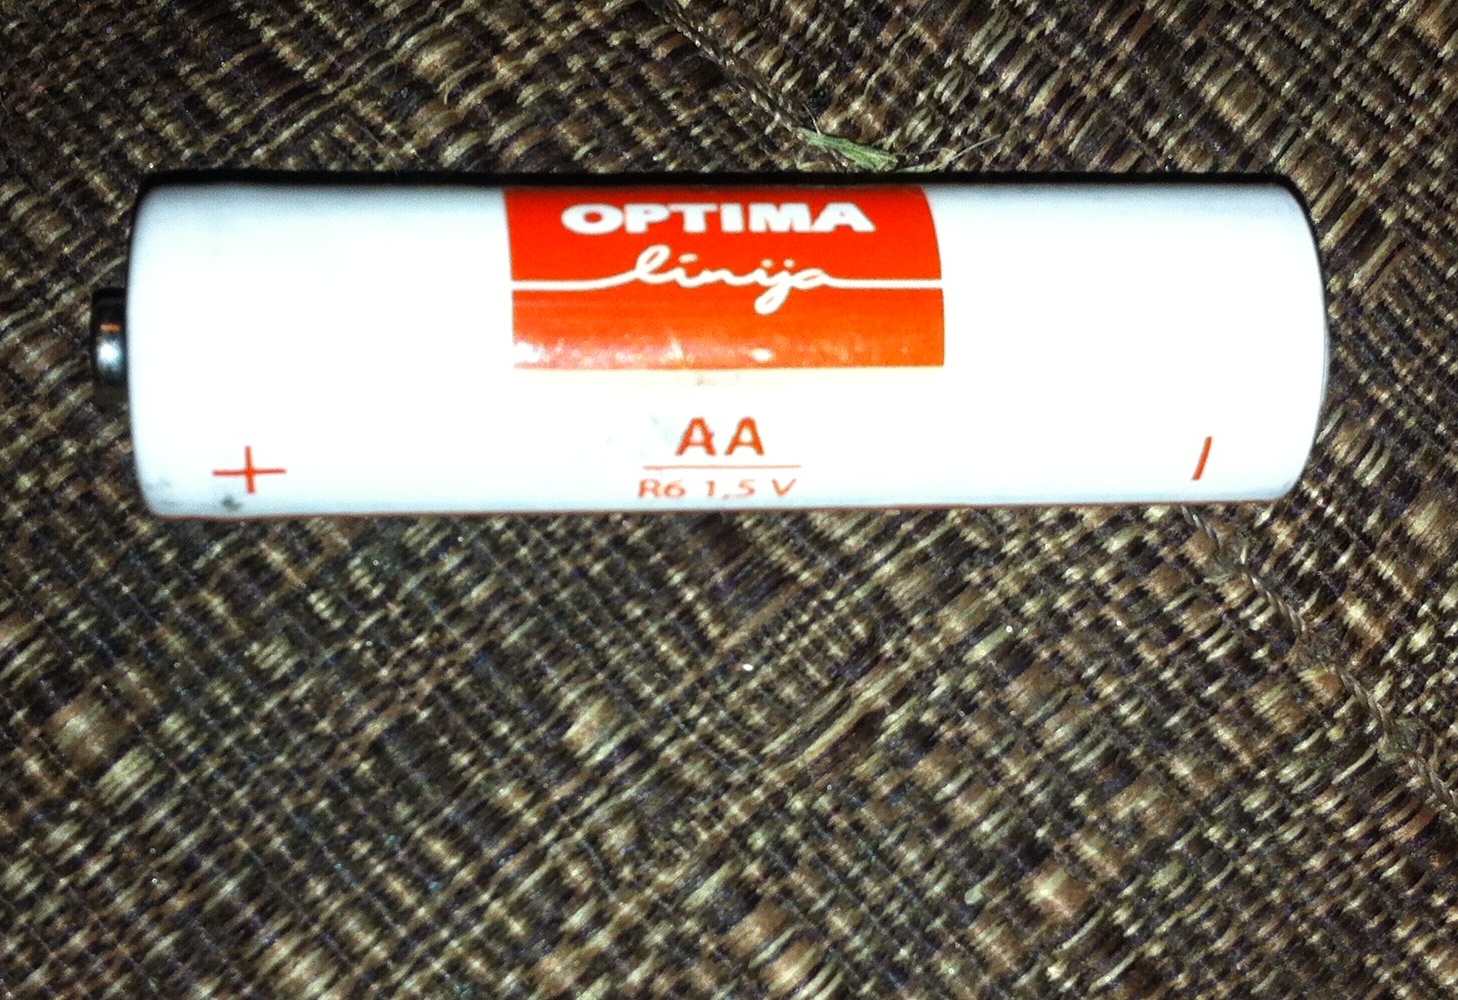 OPTIMA
linija
AA
R6 1,5 V
+ /